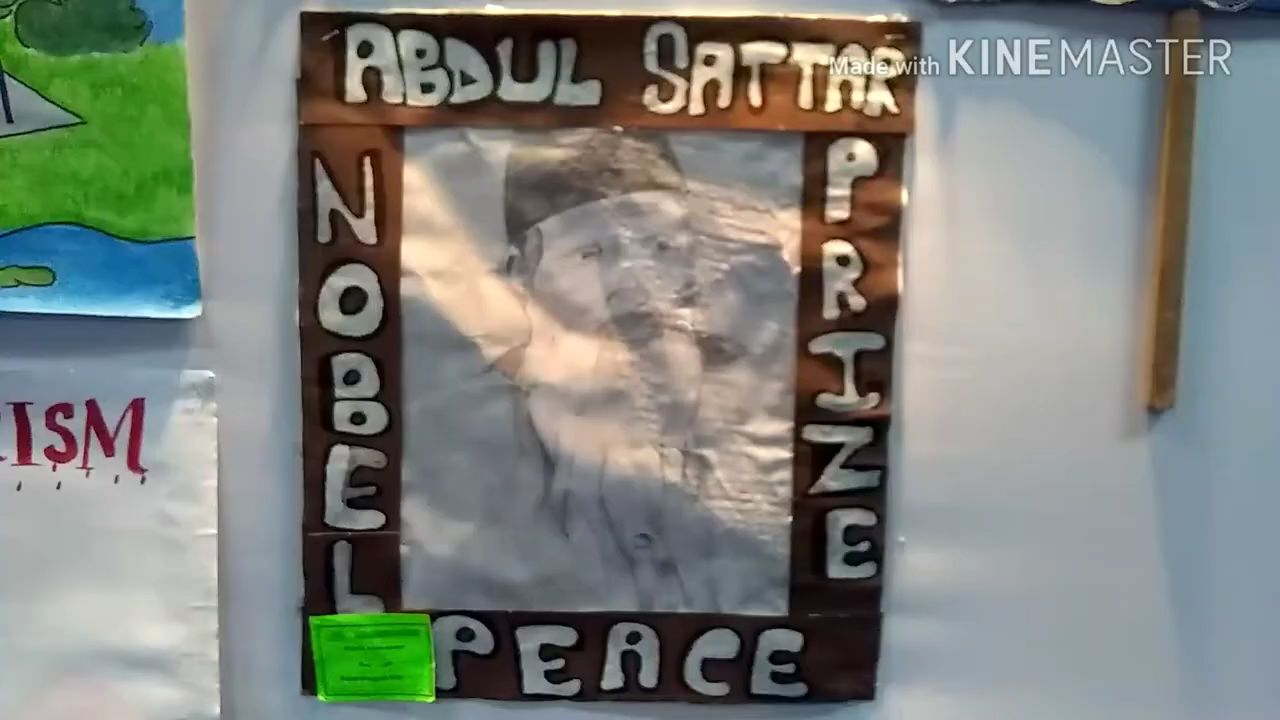 ABDUL SATTAR
Made with KINEMASTER
NOBEL
PEACE
PRIZE
ISM